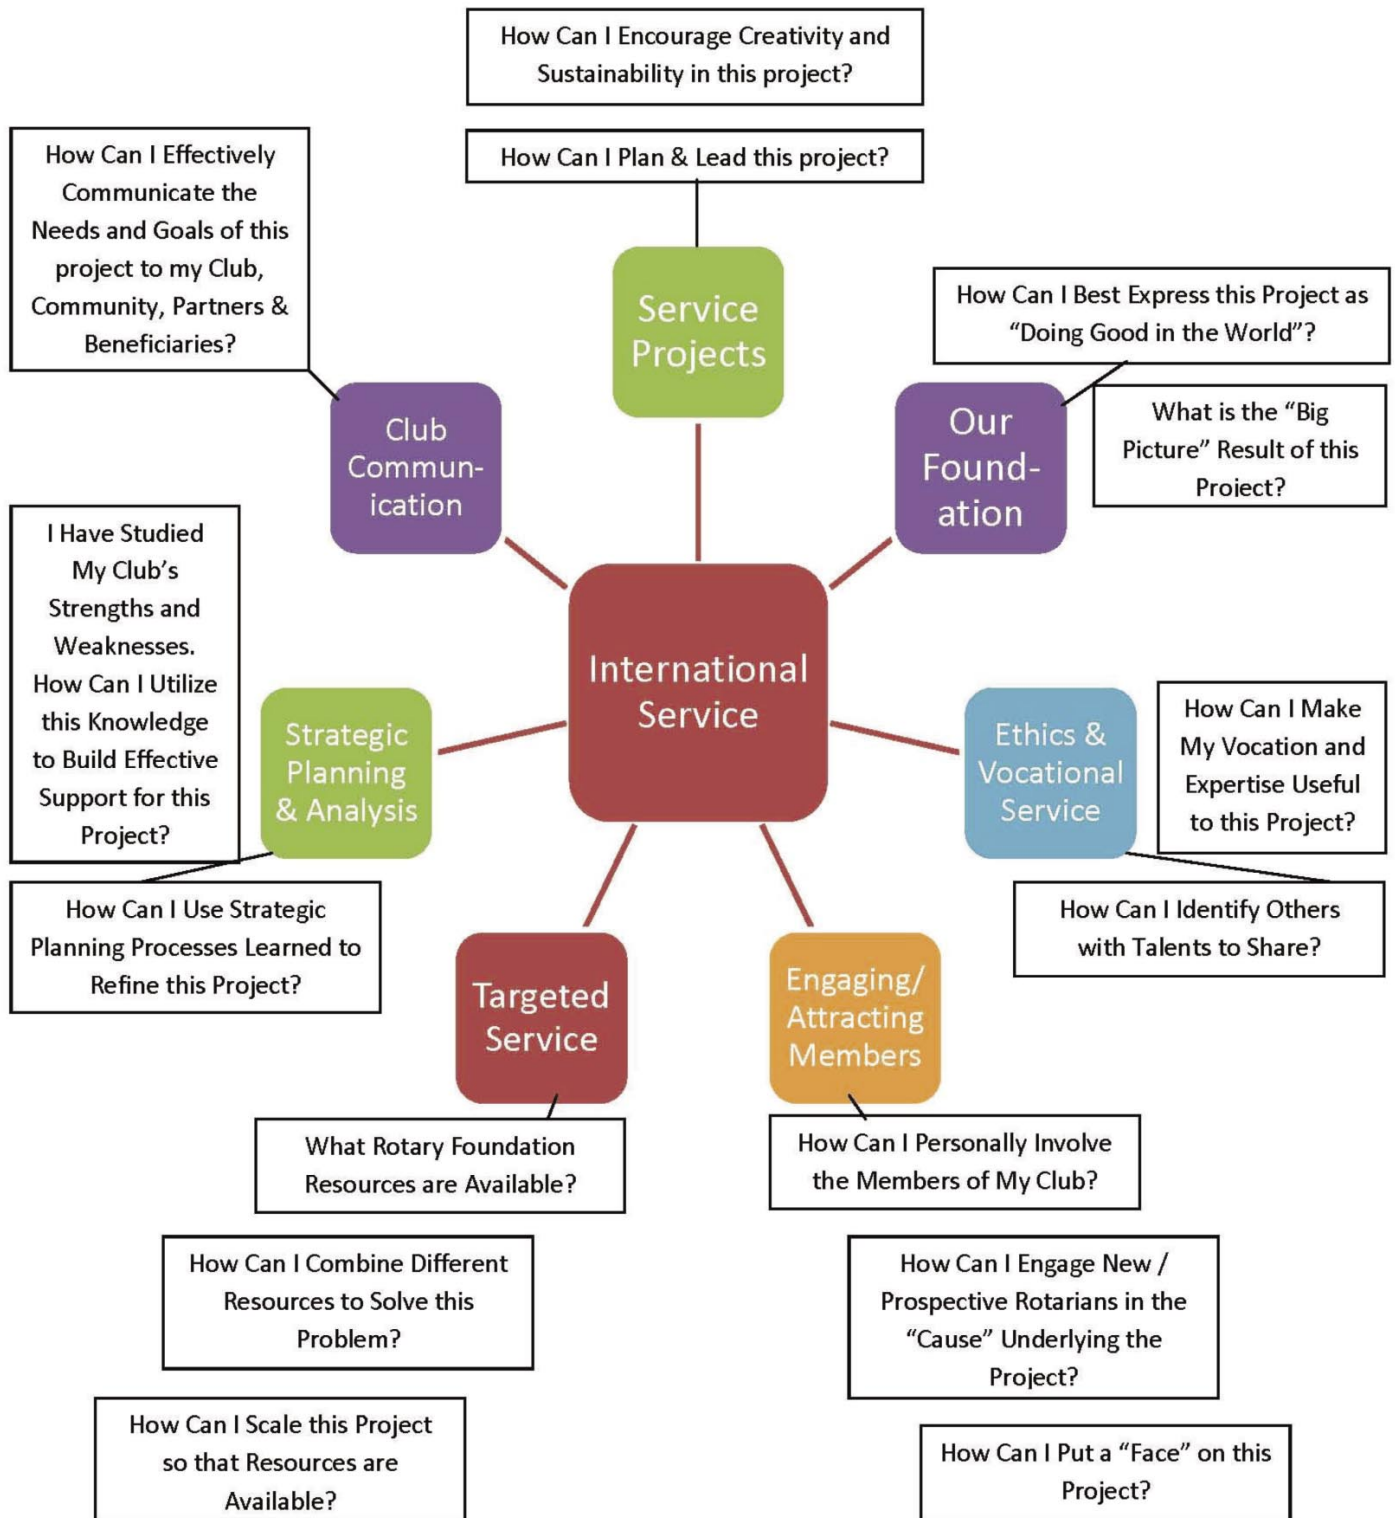 How Can I Encourage Creativity and
Sustainability in this project?
How Can I Plan & Lead this project?
How Can I Effectively
Communicate the
Needs and Goals of this
project to my Club,
Community, Partners &
Beneficiaries?
Service
Projects
How Can I Best Express this Project as
“Doing Good in the World”?
What is the “Big
Picture” Result of this
Project?
Club
Commun-
ication
Our
Found-
ation
I Have Studied
My Club’s
Strengths and
Weaknesses.
How Can I Utilize
this Knowledge
to Build Effective
Support for this
Project?
Strategic
Planning
& Analysis
International
Service
Ethics &
Vocational
Service
How Can I Make
My Vocation and
Expertise Useful
to this Project?
How Can I Use Strategic
Planning Processes Learned to
Refine this Project?
How Can I Identify Others
with Talents to Share?
Targeted
Service
Engaging/
Attracting
Members
What Rotary Foundation
Resources are Available?
How Can I Personally Involve
the Members of My Club?
How Can I Combine Different
Resources to Solve this
Problem?
How Can I Engage New /
Prospective Rotarians in the
“Cause” Underlying the
Project?
How Can I Scale this Project
so that Resources are
Available?
How Can I Put a “Face” on this
Project?